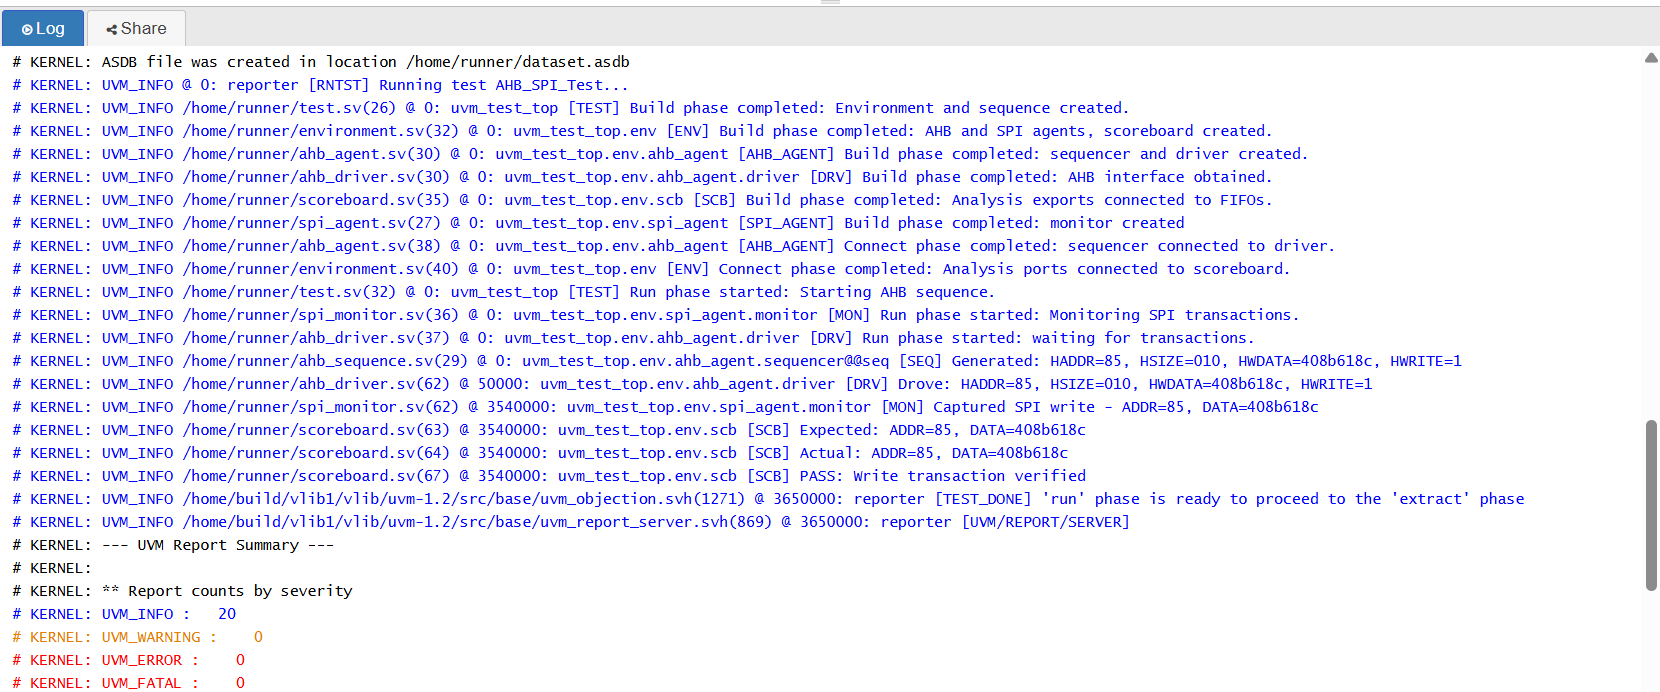 Log
Share
# KERNEL: ASDB file was created in location /home/runner/dataset.asdb
# KERNEL: UVM_INFO @ 0: reporter [RNTST] Running test AHB_SPI_Test...
# KERNEL: UVM_INFO /home/runner/test.sv(26) @ 0: uvm_test_top [TEST] Build phase completed: Environment and sequence created.
# KERNEL: UVM_INFO /home/runner/environment.sv(32) @ 0: uvm_test_top.env [ENV] Build phase completed: AHB and SPI agents, scoreboard created.
# KERNEL: UVM_INFO /home/runner/ahb_agent.sv(30) @ 0: uvm_test_top.env.ahb_agent [AHB_AGENT] Build phase completed: sequencer and driver created.
# KERNEL: UVM_INFO /home/runner/ahb_driver.sv(30) @ 0: uvm_test_top.env.ahb_agent.driver [DRV] Build phase completed: AHB interface obtained.
# KERNEL: UVM_INFO /home/runner/scoreboard.sv(35) @ 0: uvm_test_top.env.scb [SCB] Build phase completed: Analysis exports connected to FIFOs.
# KERNEL: UVM_INFO /home/runner/spi_agent.sv(27) @ 0: uvm_test_top.env.spi_agent [SPI_AGENT] Build phase completed: monitor created
# KERNEL: UVM_INFO /home/runner/ahb_agent.sv(38) @ 0: uvm_test_top.env.ahb_agent [AHB_AGENT] Connect phase completed: sequencer connected to driver.
# KERNEL: UVM_INFO /home/runner/environment.sv(40) @ 0: uvm_test_top.env [ENV] Connect phase completed: Analysis ports connected to scoreboard.
# KERNEL: UVM_INFO /home/runner/test.sv(32) @ 0: uvm_test_top [TEST] Run phase started: Starting AHB sequence.
# KERNEL: UVM_INFO /home/runner/spi_monitor.sv(36) @ 0: uvm_test_top.env.spi_agent.monitor [MON] Run phase started: Monitoring SPI transactions.
# KERNEL: UVM_INFO /home/runner/ahb_driver.sv(37) @ 0: uvm_test_top.env.ahb_agent.driver [DRV] Run phase started: waiting for transactions.
# KERNEL: UVM_INFO /home/runner/ahb_sequence.sv(29) @ 0: uvm_test_top.env.ahb_agent.sequencer@@seq [SEQ] Generated: HADDR=85, HSIZE=010, HWDATA=408b618c, HWRITE=1
# KERNEL: UVM_INFO /home/runner/ahb_driver.sv(62) @ 50000: uvm_test_top.env.ahb_agent.driver [DRV] Drove: HADDR=85, HSIZE=010, HWDATA=408b618c, HWRITE=1
# KERNEL: UVM_INFO /home/runner/spi_monitor.sv(62) @ 3540000: uvm_test_top.env.spi_agent.monitor [MON] Captured SPI write - ADDR=85, DATA=408b618c
# KERNEL: UVM_INFO /home/runner/scoreboard.sv(63) @ 3540000: uvm_test_top.env.scb [SCB] Expected: ADDR=85, DATA=408b618c
# KERNEL: UVM_INFO /home/runner/scoreboard.sv(64) @ 3540000: uvm_test_top.env.scb [SCB] Actual: ADDR=85, DATA=408b618c
# KERNEL: UVM_INFO /home/runner/scoreboard.sv(67) @ 3540000: uvm_test_top.env.scb [SCB] PASS: Write transaction verified
# KERNEL: UVM_INFO /home/build/vlib1/vlib/uvm-1.2/src/base/uvm_objection.svh(1271) @ 3650000: reporter [TEST_DONE] 'run' phase is ready to proceed to the 'extract' phase
# KERNEL: UVM_INFO /home/build/vlib1/vlib/uvm-1.2/src/base/uvm_report_server.svh(869) @ 3650000: reporter [UVM/REPORT/SERVER]
# KERNEL: --- UVM Report Summary ---
# KERNEL:
# KERNEL: ** Report counts by severity
# KERNEL: UVM_INFO :   20
# KERNEL: UVM_WARNING :    0
# KERNEL: UVM_ERROR :    0
# KERNEL: UVM_FATAL :    0